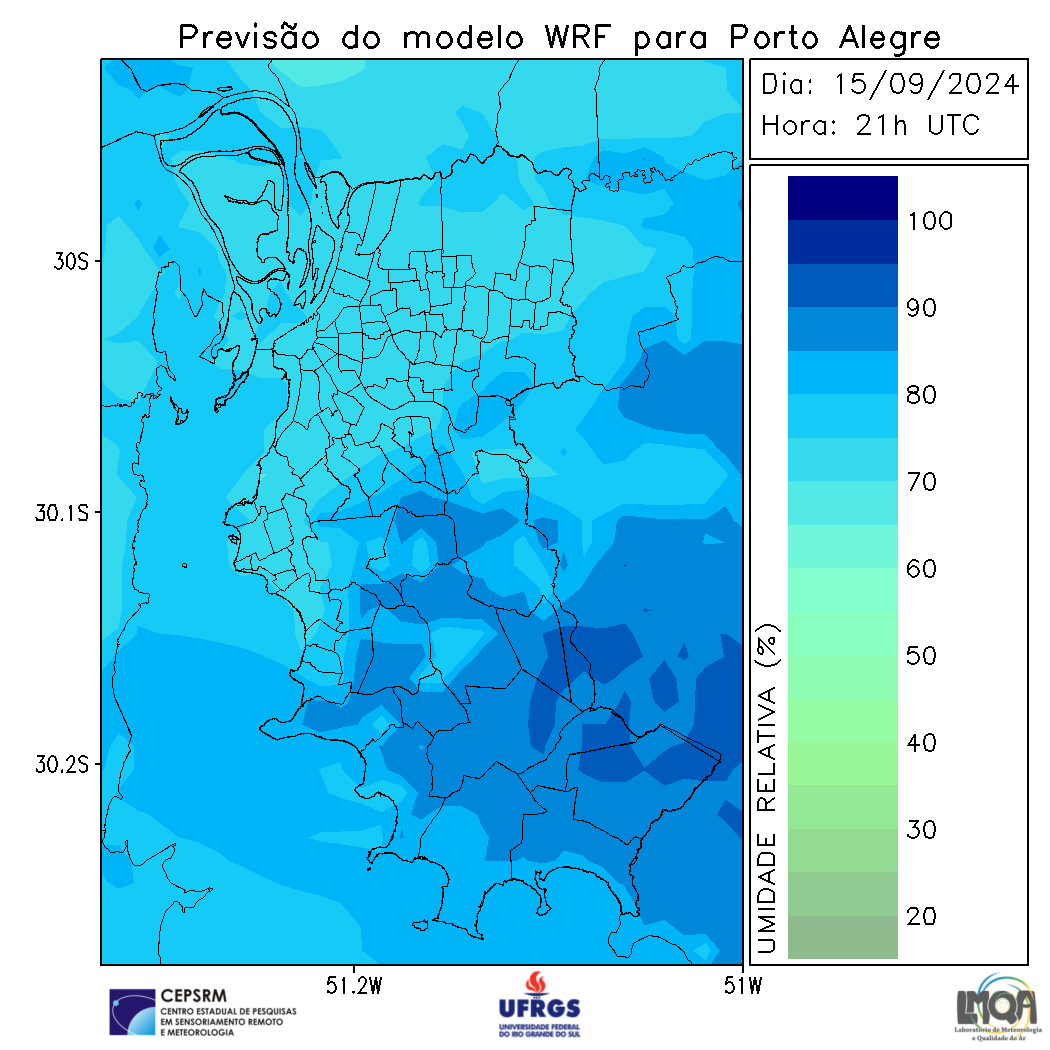 Previsão do modelo WRF para Porto Alegre
Dia: 15/09/2024
Hora: 21h UTC
30S
30.1S
30.2S
51.2W
51W
UMIDADE RELATIVA (%)
100
90
80
70
60
50
40
30
20
CEPSRM
CENTRO ESTADUAL DE PESQUISAS
EM SENSORIAMENTO REMOTO
E METEOROLOGIA
UFRGS
UNIVERSIDADE FEDERAL
DO RIO GRANDE DO SUL
LMQA
Laboratório de Meteorologia
e Qualidade do Ar